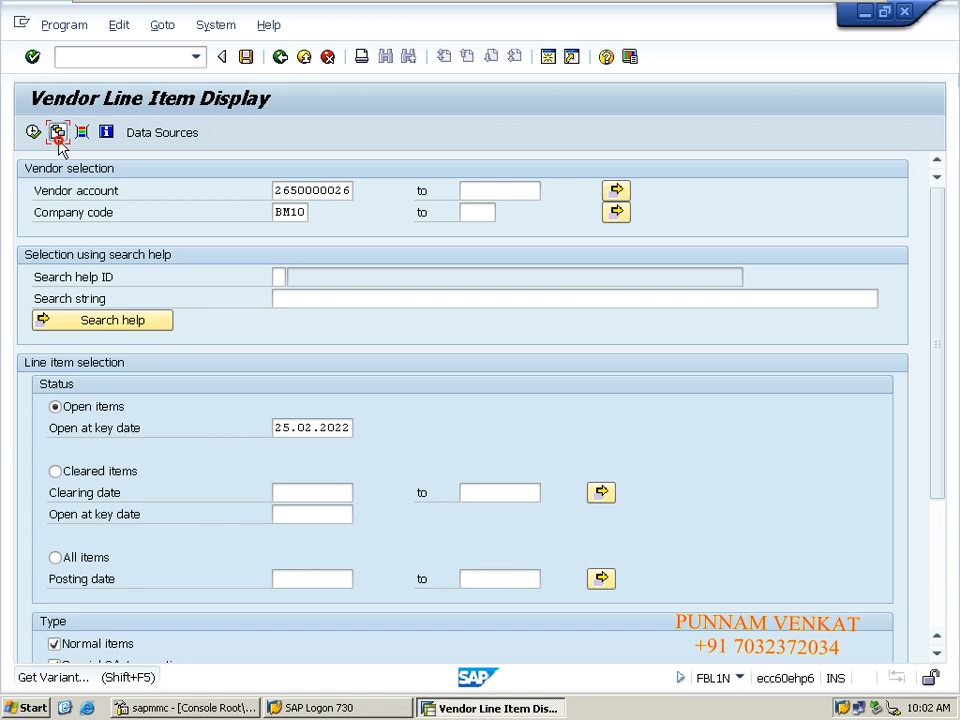 Program Edit Goto System Help
Vendor Line Item Display
Data Sources
Vendor selection
Vendor account 2650000026 to
Company code BM10 to
Selection using search help
Search help ID
Search string
Search help
Line item selection
Status
Open items
Open at key date 25.02.2022
Cleared items
Clearing date to
Open at key date
All items
Posting date to
Type
PUNNAM VENKAT
Normal items
+91 7032372034
Get Variant... (Shift+F5)
SAP
FBL1N ecc60ehp6 INS
Start sapmmc - [Console Root\... SAP Logon 730 Vendor Line Item Dis... 10:02 AM